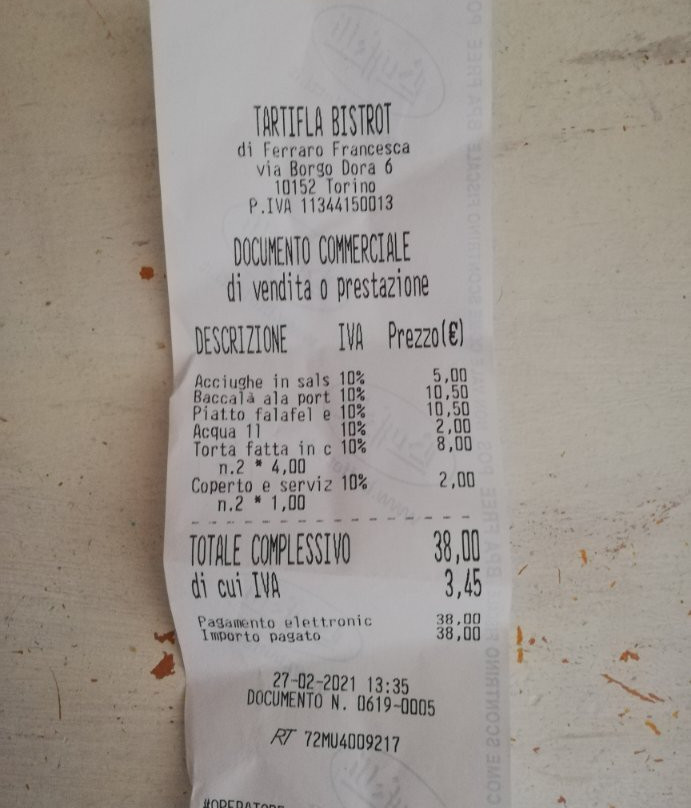 TARTIFLA BISTROT
di Ferraro Francesca
via Borgo Dora 6
10152 Torino
P.IVA 11344150013
DOCUMENTO COMMERCIALE
di vendita o prestazione
DESCRIZIONE IVA Prezzo(€)
Acciughe in sals 10% 5,00
Baccalà ala port 10% 10,50
Piatto falafel e 10% 10,50
Acqua 1l 10% 2,00
Torta fatta in c 10% 8,00
n.2 * 4,00
Coperto e serviz 10% 2,00
n.2 * 1,00
TOTALE COMPLESSIVO 38,00
di cui IVA 3,45
Pagamento elettronic 38,00
Importo pagato 38,00
27-02-2021 13:35
DOCUMENTO N. 0619-0005
RT 72MU4009217